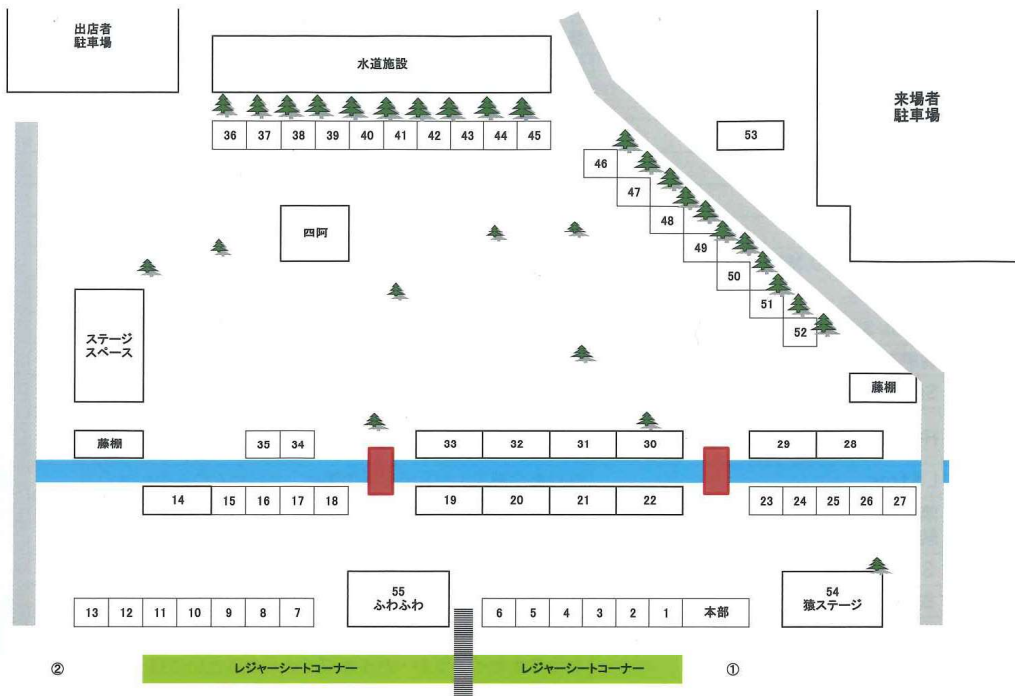 出店者
駐車場
水道施設
来場者
駐車場
53
36 37 38 39 40 41 42 43 44 45
46
47
48
49
50
51
52
四阿
ステージ
スペース
藤棚
藤棚
35 34
33 32 31 30
29 28
14 15 16 17 18
19 20 21 22
23 24 25 26 27
13 12 11 10 9 8 7
55
ふわふわ
6 5 4 3 2 1 本部
54
猿ステージ
②
レジャーシートコーナー
レジャーシートコーナー
①